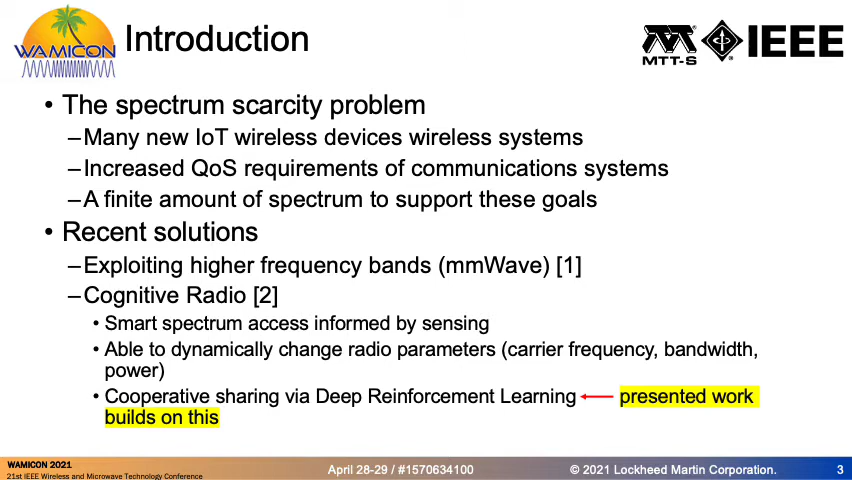 WAMICON
Introduction
MTT-S
IEEE
• The spectrum scarcity problem
–Many new IoT wireless devices wireless systems
–Increased QoS requirements of communications systems
–A finite amount of spectrum to support these goals
• Recent solutions
–Exploiting higher frequency bands (mmWave) [1]
–Cognitive Radio [2]
• Smart spectrum access informed by sensing
• Able to dynamically change radio parameters (carrier frequency, bandwidth,
power)
• Cooperative sharing via Deep Reinforcement Learning presented work
builds on this
WAMICON 2021
21st IEEE Wireless and Microwave Technology Conference
April 28-29 / #1570634100
© 2021 Lockheed Martin Corporation.
3